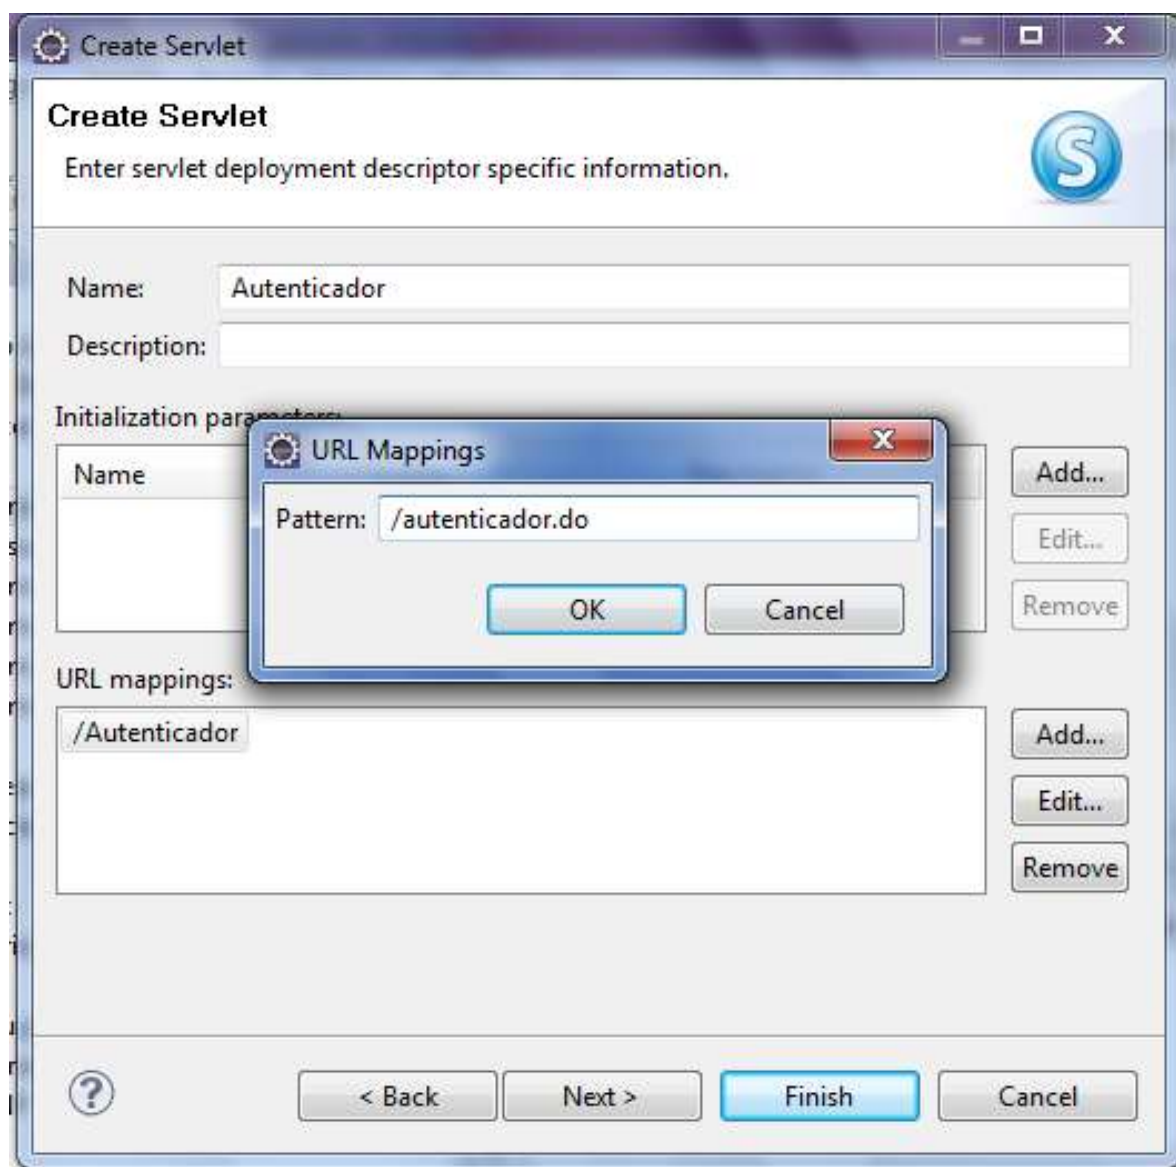 Create Servlet
Create Servlet
Enter servlet deployment descriptor specific information.
S
Name: Autenticador
Description:
Initialization parameters:
Name
Add...
Edit...
Remove
URL Mappings
Pattern: /autenticador.do
OK Cancel
URL mappings:
/Autenticador
Add...
Edit...
Remove
? < Back Next > Finish Cancel